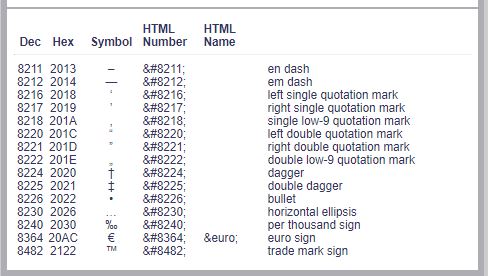 Dec Hex Symbol HTML Number HTML Name
8211 2013 – &#8211; en dash
8212 2014 — &#8212; em dash
8216 2018 ‘ &#8216; left single quotation mark
8217 2019 ’ &#8217; right single quotation mark
8218 201A ‚ &#8218; single low-9 quotation mark
8220 201C “ &#8220; left double quotation mark
8221 201D ” &#8221; right double quotation mark
8222 201E „ &#8222; double low-9 quotation mark
8224 2020 † &#8224; dagger
8225 2021 ‡ &#8225; double dagger
8226 2022 • &#8226; bullet
8230 2026 … &#8230; horizontal ellipsis
8240 2030 ‰ &#8240; per thousand sign
8364 20AC € &#8364; &euro; euro sign
8482 2122 ™ &#8482; trade mark sign